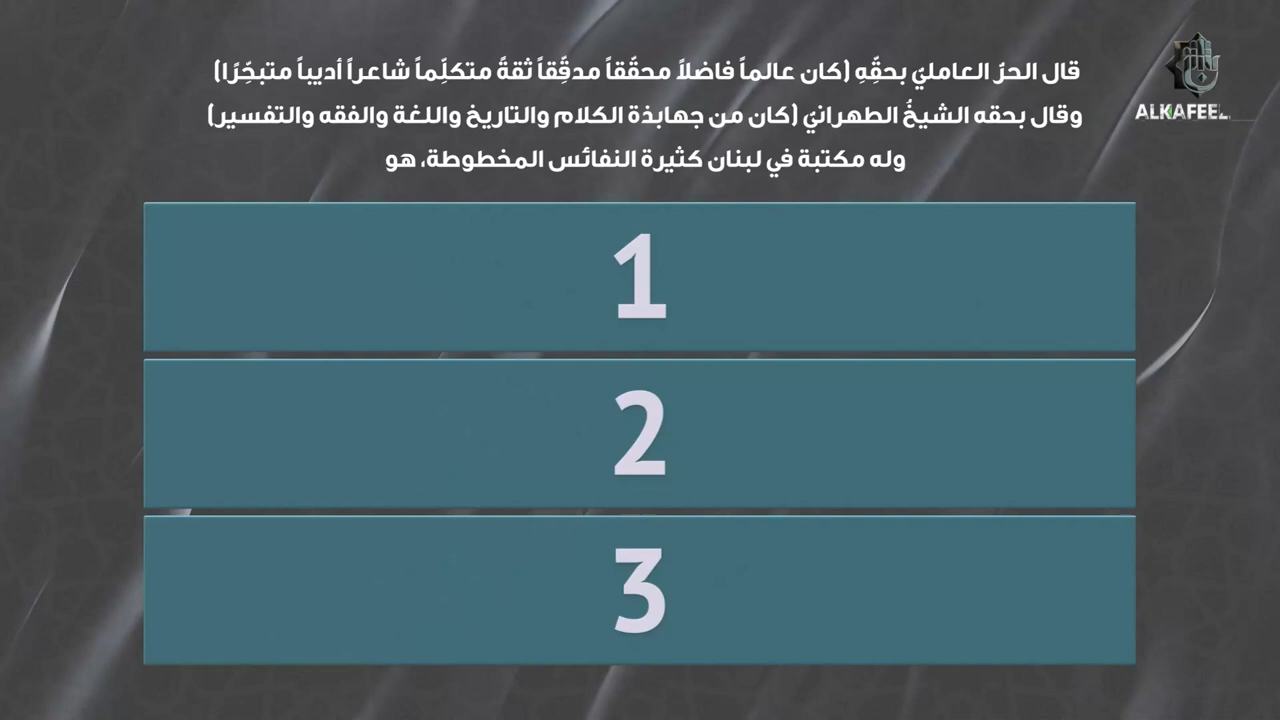 قال الحرّ العامليّ بحقِّهِ (كان عالماً فاضلاً محقّقاً مدقِّقاً ثقةً متكلِّماً شاعراً أديباً متبحِّرًا)
وقال بحقه الشيخُ الطهرانيّ (كان من جهابذة الكلام والتاريخ واللغة والفقه والتفسير)
وله مكتبة في لبنان كثيرة النفائس المخطوطة، هو
ALKAFEEL
1
2
3